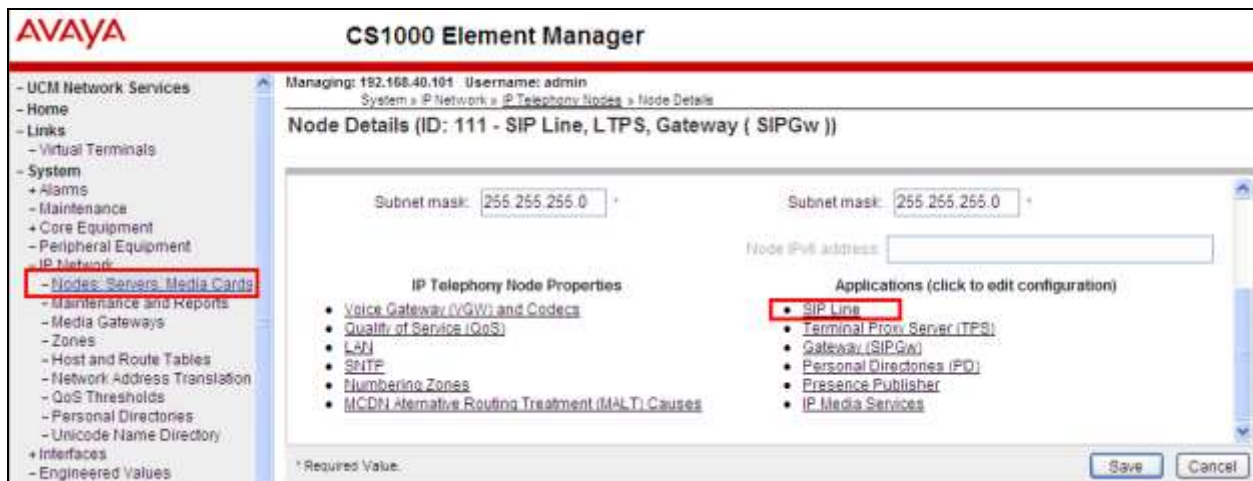 AVAYA
CS1000 Element Manager
- UCM Network Services
- Home
- Links
- Virtual Terminals
- System
+ Alarms
- Maintenance
+ Core Equipment
- Peripheral Equipment
- IP Network
- Nodes: Servers, Media Cards
- Maintenance and Reports
- Media Gateways
- Zones
- Host and Route Tables
- Network Address Translation
- QoS Thresholds
- Personal Directories
- Unicode Name Directory
+ Interfaces
- Engineered Values
Managing: 192.168.40.101 Username: admin
System » IP Network » IP Telephony Nodes » Node Details
Node Details (ID: 111 - SIP Line, LTPS, Gateway ( SIPGw ))
Subnet mask: 255.255.255.0 *
Subnet mask: 255.255.255.0 *
Node IPv6 address:
IP Telephony Node Properties
• Voice Gateway (VGW) and Codecs
• Quality of Service (QoS)
• LAN
• SNTP
• Numbering Zones
• MCDN Alternative Routing Treatment (MALT) Causes
Applications (click to edit configuration)
• SIP Line
• Terminal Proxy Server (TPS)
• Gateway (SIPGw)
• Personal Directories (PD)
• Presence Publisher
• IP Media Services
* Required Value.
Save
Cancel